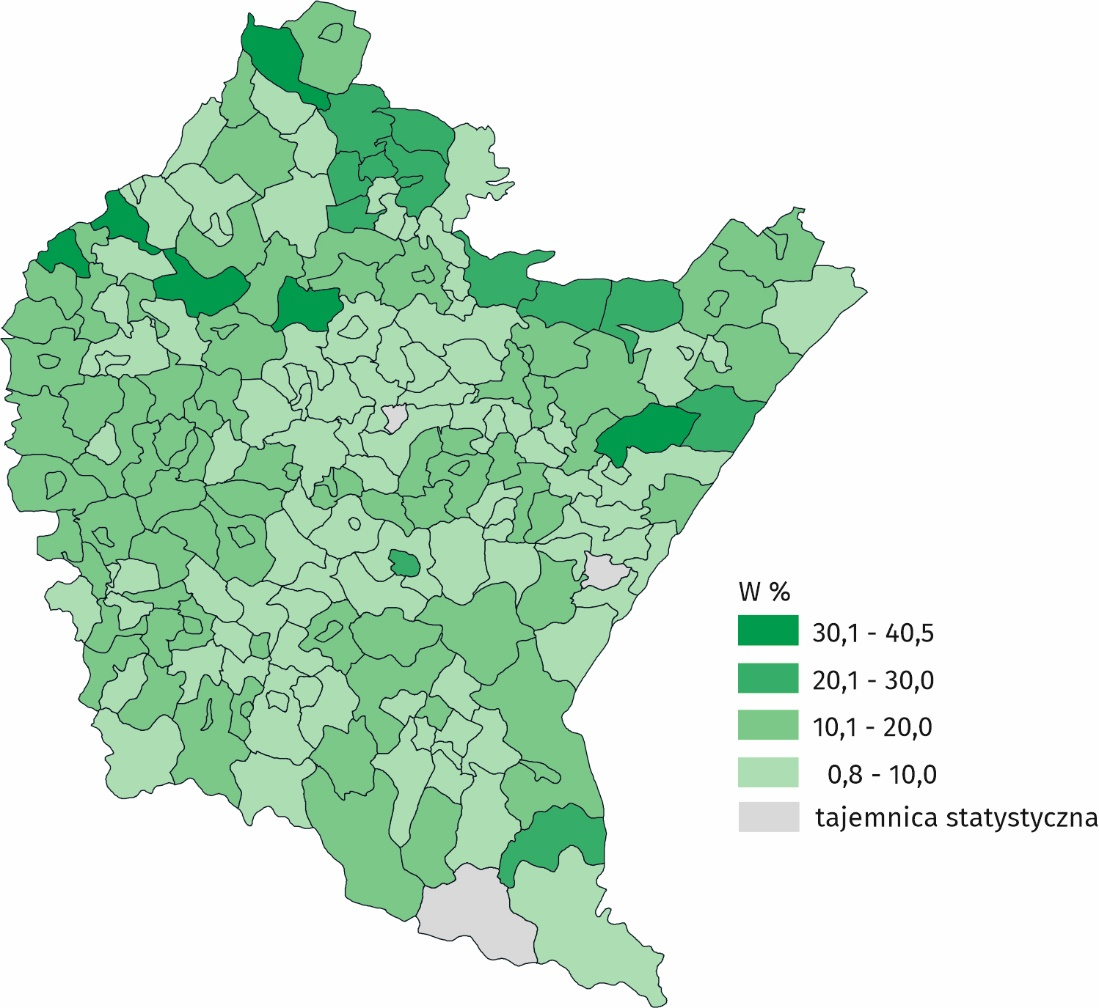 W %
30,1 - 40,5
20,1 - 30,0
10,1 - 20,0
0,8 - 10,0
tajemnica statystyczna